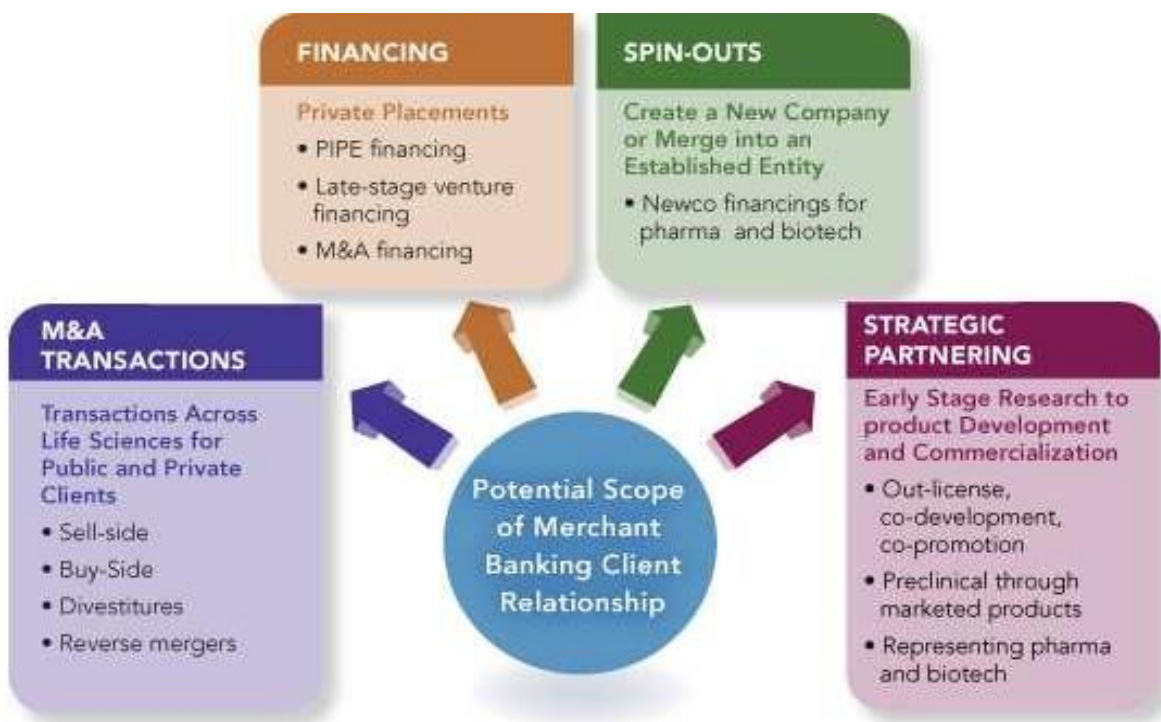 FINANCING
Private Placements
• PIPE financing
• Late-stage venture
financing
• M&A financing
SPIN-OUTS
Create a New Company
or Merge into an
Established Entity
• Newco financings for
pharma and biotech
M&A
TRANSACTIONS
Transactions Across
Life Sciences for
Public and Private
Clients
• Sell-side
• Buy-Side
• Divestitures
• Reverse mergers
STRATEGIC
PARTNERING
Early Stage Research to
product Development
and Commercialization
• Out-license,
co-development,
co-promotion
• Preclinical through
marketed products
• Representing pharma
and biotech
Potential Scope
of Merchant
Banking Client
Relationship